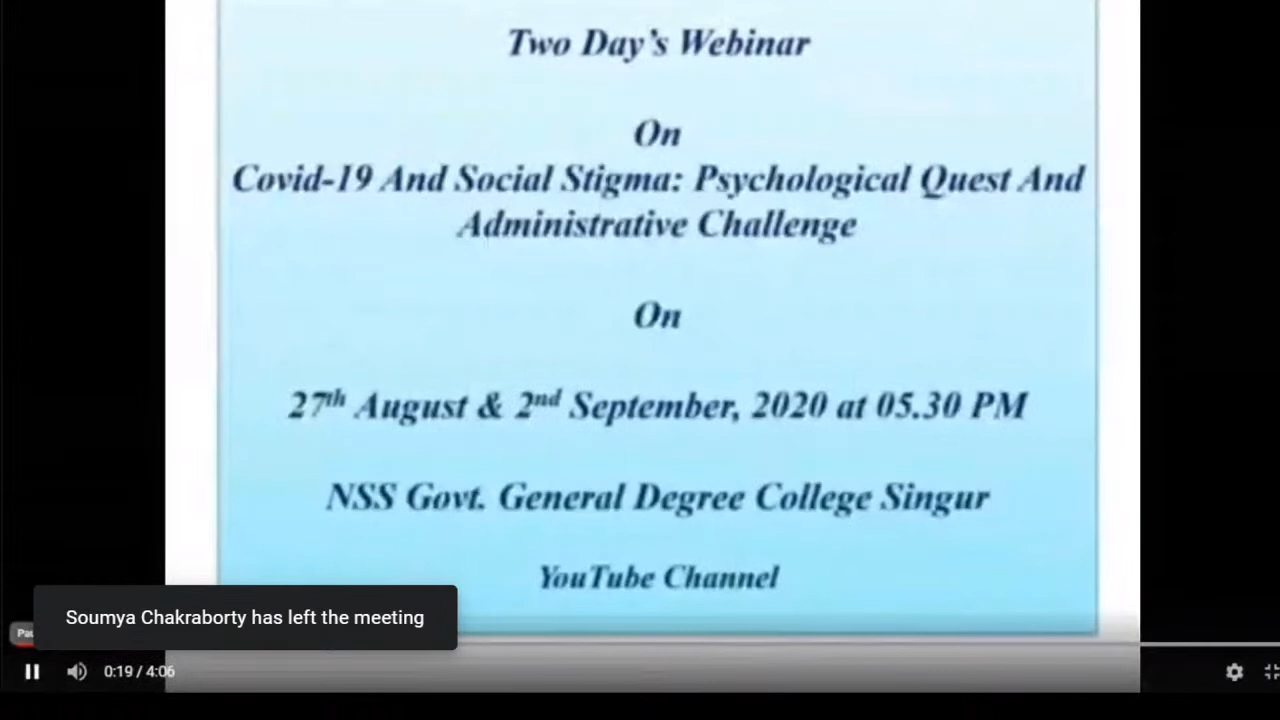 Two Day's Webinar
On
Covid-19 And Social Stigma: Psychological Quest And
Administrative Challenge
On
27th August & 2nd September, 2020 at 05.30 PM
NSS Govt. General Degree College Singur
YouTube Channel
Soumya Chakraborty has left the meeting
0:19 / 4:06